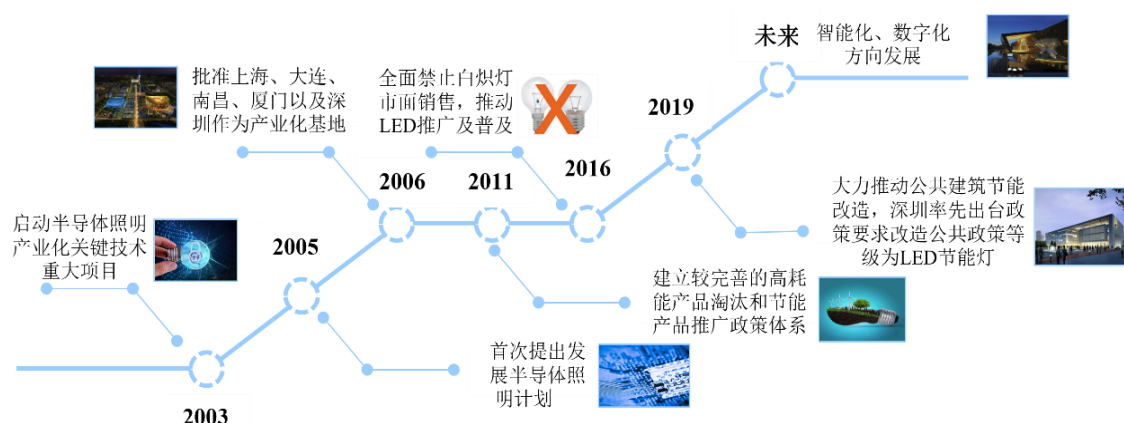 启动半导体照明
产业化关键技术
重大项目
2003
2005
首次提出发
展半导体照
明计划
批准上海、大连、
南昌、厦门以及深
圳作为产业化基地
2006
2011
建立较完善的高耗
能产品淘汰和节能
产品推广政策体系
全面禁止白炽灯
市面销售，推动
LED推广及普及
X
2016
2019
大力推动公共建筑节能
改造，深圳率先出台政
策要求改造公共政策等
级为LED节能灯
未来
智能化、数字化
方向发展